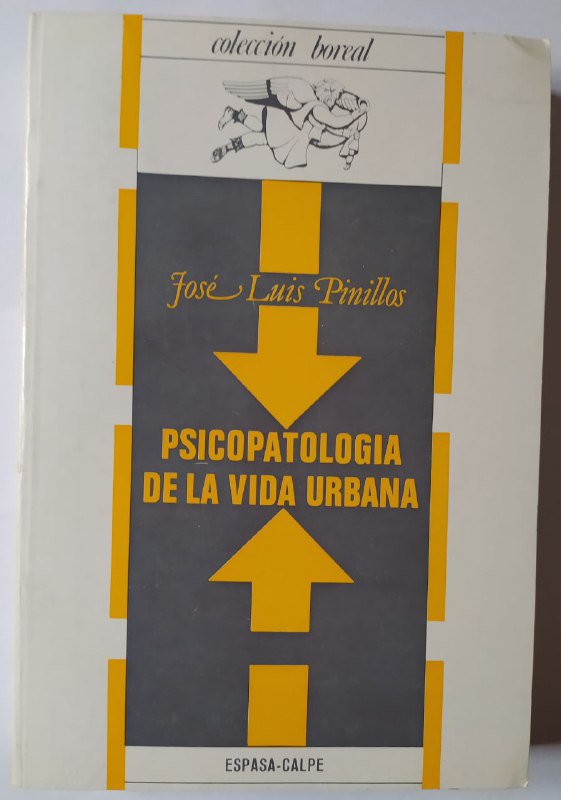 colección boreal
José Luis Pinillos
PSICOPATOLOGIA
DE LA VIDA URBANA
ESPASA-CALPE